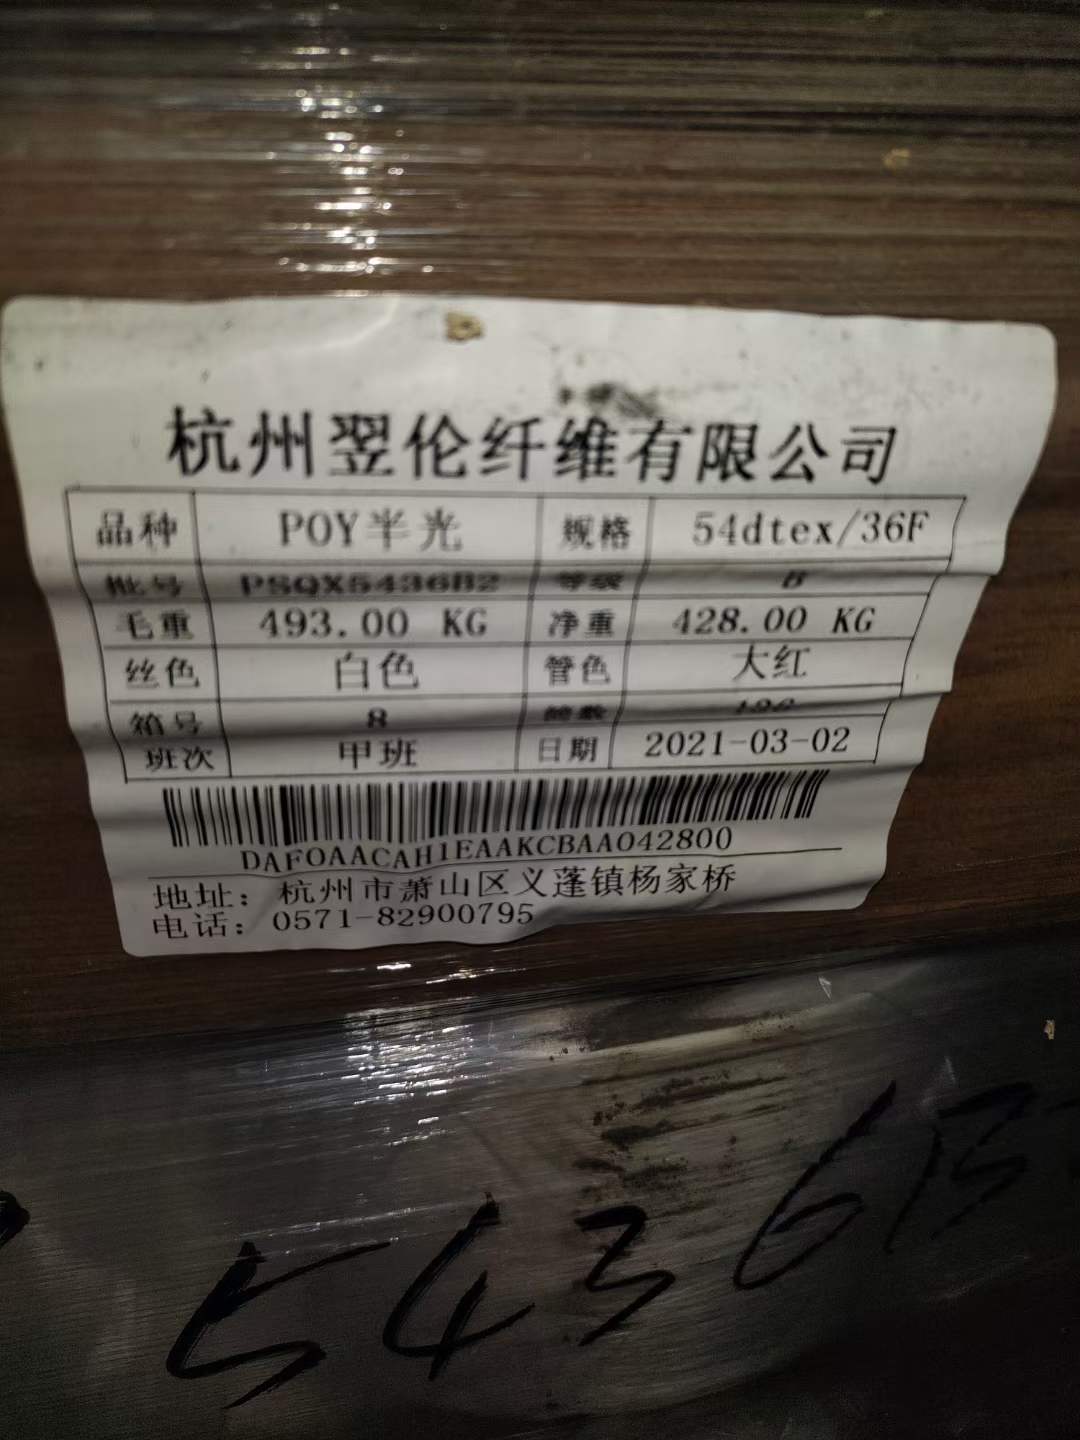 杭州翌伦纤维有限公司
品种 POY半光 规格 54dtex/36F
批号 PSQX5436B2 等级 B
毛重 493.00 KG 净重 428.00 KG
丝色 白色 管色 大红
箱号 8
班次 甲班 日期 2021-03-02
DAFOAACAH1EAAKCBAA042800
地址：杭州市萧山区义蓬镇杨家桥
电话：0571-82900795
5436B